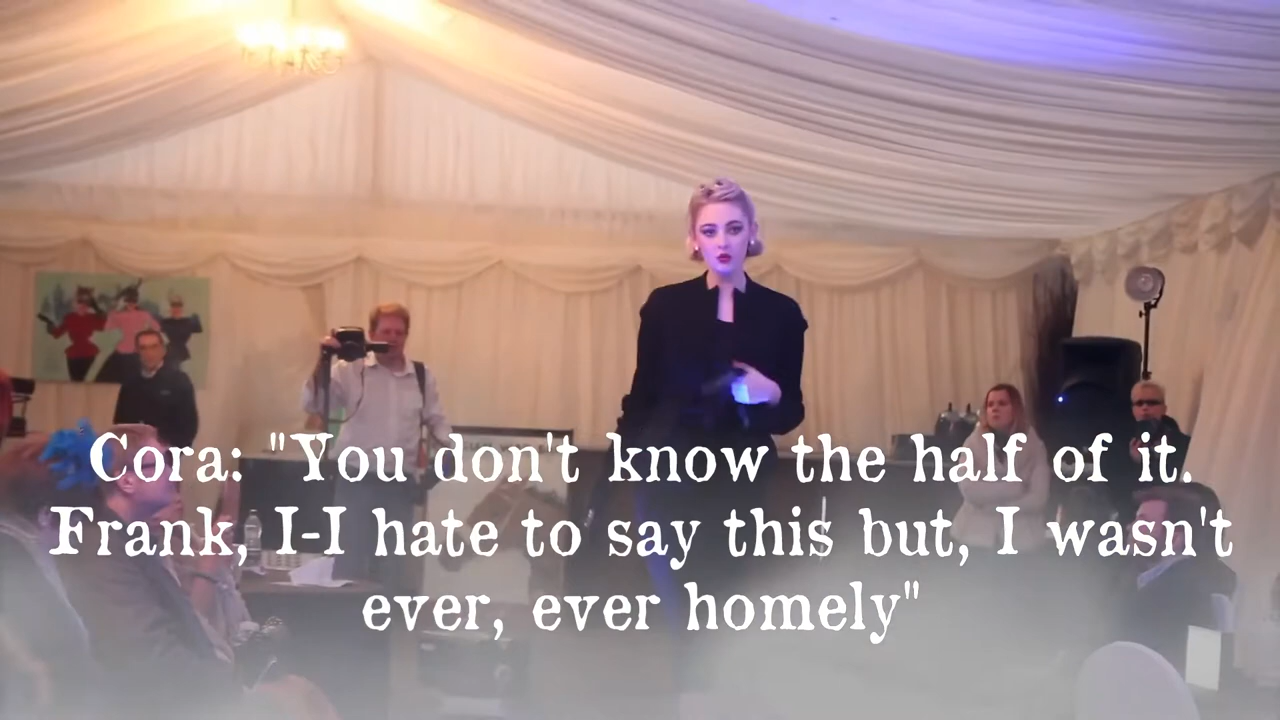 Cora: "You don't know the half of it.
Frank, I-I hate to say this but, I wasn't
ever, ever homely"